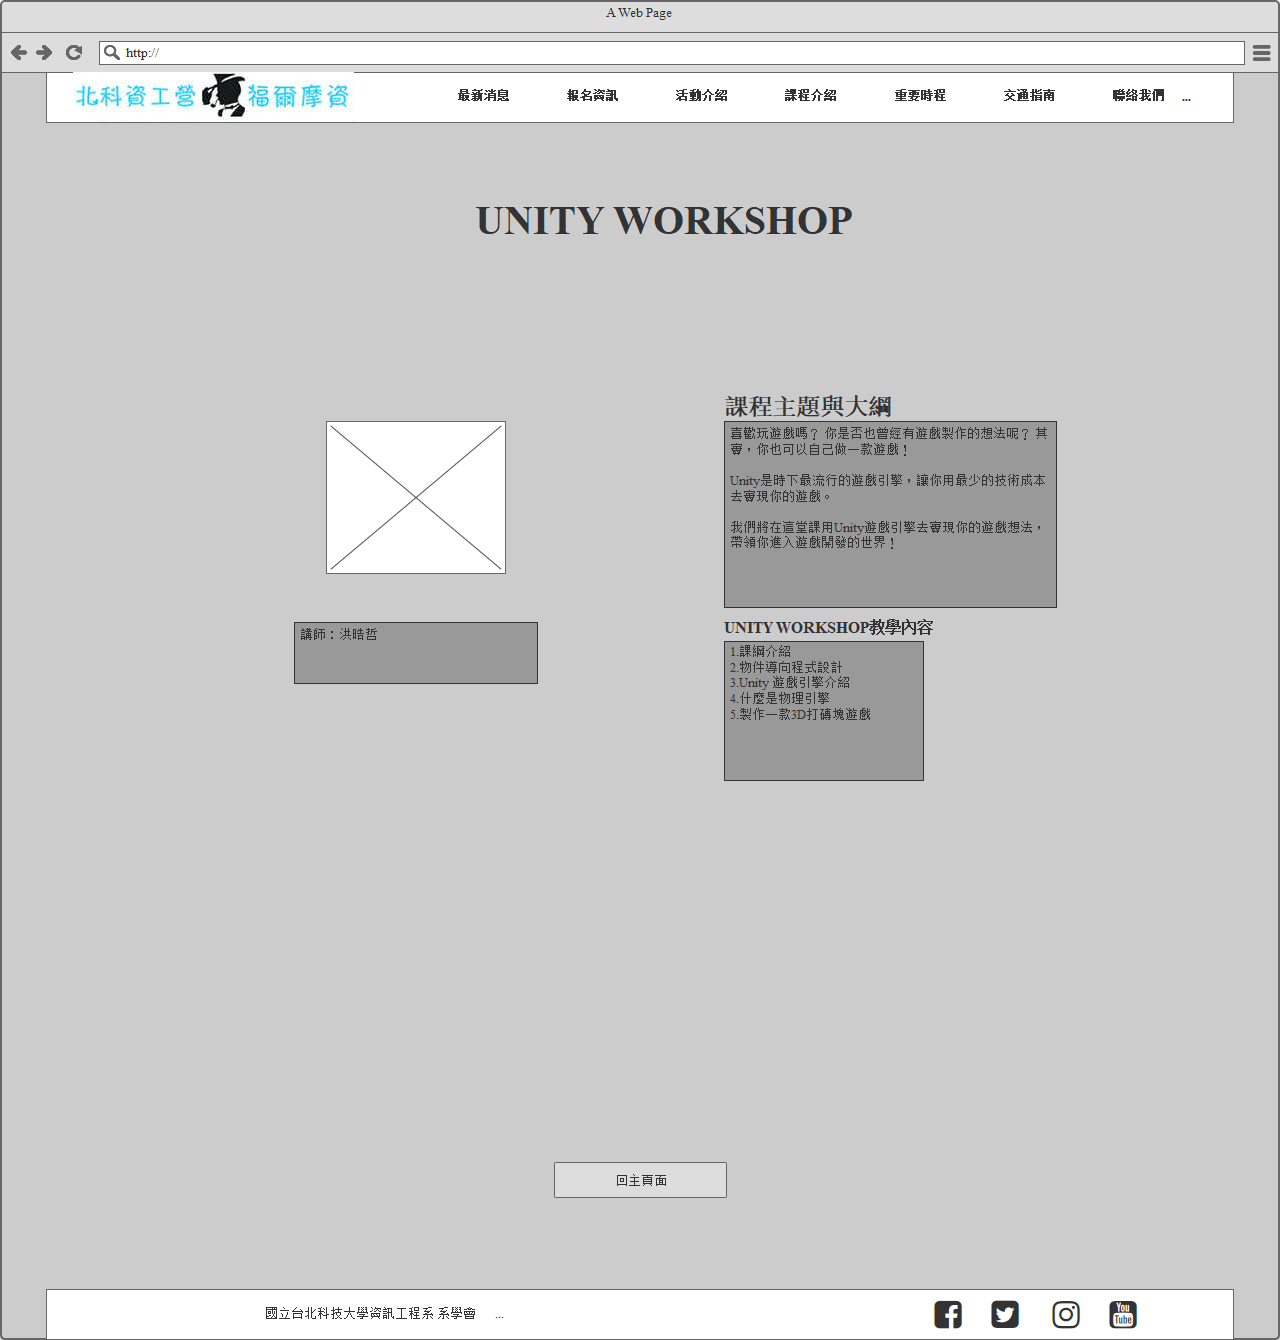 A Web Page
http://
北科資工營 福爾摩資
最新消息 報名資訊 活動介紹 課程介紹 重要時程 交通指南 聯絡我們 ...
UNITY WORKSHOP
課程主題與大綱
喜歡玩遊戲嗎？ 你是否也曾經有遊戲製作的想法呢？ 其
實，你也可以自己做一款遊戲！
Unity是時下最流行的遊戲引擎，讓你用最少的技術成本
去實現你的遊戲。
我們將在這堂課用Unity遊戲引擎去實現你的遊戲想法，
帶領你進入遊戲開發的世界！
講師：洪晧哲
UNITY WORKSHOP教學內容
1.課綱介紹
2.物件導向程式設計
3.Unity 遊戲引擎介紹
4.什麼是物理引擎
5.製作一款3D打磚塊遊戲
回主頁面
國立台北科技大學資訊工程系 系學會 ...
You
Tube